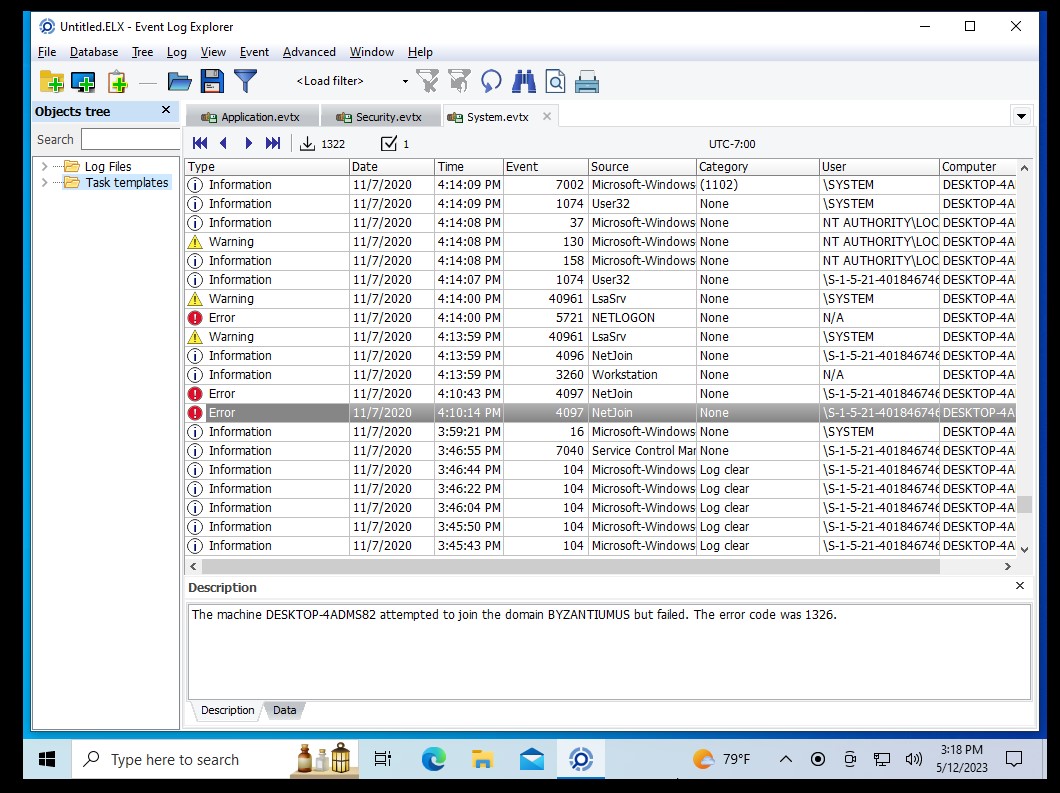 Untitled.ELX - Event Log Explorer
File Database Tree Log View Event Advanced Window Help
<Load filter>
Objects tree
Search
Log Files
Task templates
Application.evtx Security.evtx System.evtx
1322 1 UTC-7:00
Type Date Time Event Source Category User Computer
Information 11/7/2020 4:14:09 PM 7002 Microsoft-Windows (1102) \SYSTEM DESKTOP-4A
Information 11/7/2020 4:14:09 PM 1074 User32 None \SYSTEM DESKTOP-4A
Information 11/7/2020 4:14:08 PM 37 Microsoft-Windows None NT AUTHORITY\LOC DESKTOP-4A
Warning 11/7/2020 4:14:08 PM 130 Microsoft-Windows None NT AUTHORITY\LOC DESKTOP-4A
Information 11/7/2020 4:14:08 PM 158 Microsoft-Windows None NT AUTHORITY\LOC DESKTOP-4A
Information 11/7/2020 4:14:07 PM 1074 User32 None \S-1-5-21-401846746 DESKTOP-4A
Warning 11/7/2020 4:14:00 PM 40961 LsaSrv None \SYSTEM DESKTOP-4A
Error 11/7/2020 4:14:00 PM 5721 NETLOGON None N/A DESKTOP-4A
Warning 11/7/2020 4:13:59 PM 40961 LsaSrv None \SYSTEM DESKTOP-4A
Information 11/7/2020 4:13:59 PM 4096 NetJoin None \S-1-5-21-401846746 DESKTOP-4A
Information 11/7/2020 4:13:59 PM 3260 Workstation None N/A DESKTOP-4A
Error 11/7/2020 4:10:43 PM 4097 NetJoin None \S-1-5-21-401846746 DESKTOP-4A
Error 11/7/2020 4:10:14 PM 4097 NetJoin None \S-1-5-21-401846746 DESKTOP-4A
Information 11/7/2020 3:59:21 PM 16 Microsoft-Windows None \SYSTEM DESKTOP-4A
Information 11/7/2020 3:46:55 PM 7040 Service Control Mar None \S-1-5-21-401846746 DESKTOP-4A
Information 11/7/2020 3:46:44 PM 104 Microsoft-Windows Log clear \S-1-5-21-401846746 DESKTOP-4A
Information 11/7/2020 3:46:22 PM 104 Microsoft-Windows Log clear \S-1-5-21-401846746 DESKTOP-4A
Information 11/7/2020 3:46:04 PM 104 Microsoft-Windows Log clear \S-1-5-21-401846746 DESKTOP-4A
Information 11/7/2020 3:45:50 PM 104 Microsoft-Windows Log clear \S-1-5-21-401846746 DESKTOP-4A
Information 11/7/2020 3:45:43 PM 104 Microsoft-Windows Log clear \S-1-5-21-401846746 DESKTOP-4A
Description
The machine DESKTOP-4ADMS82 attempted to join the domain BYZANTIUMUS but failed. The error code was 1326.
Description Data
Type here to search
79°F
3:18 PM
5/12/2023